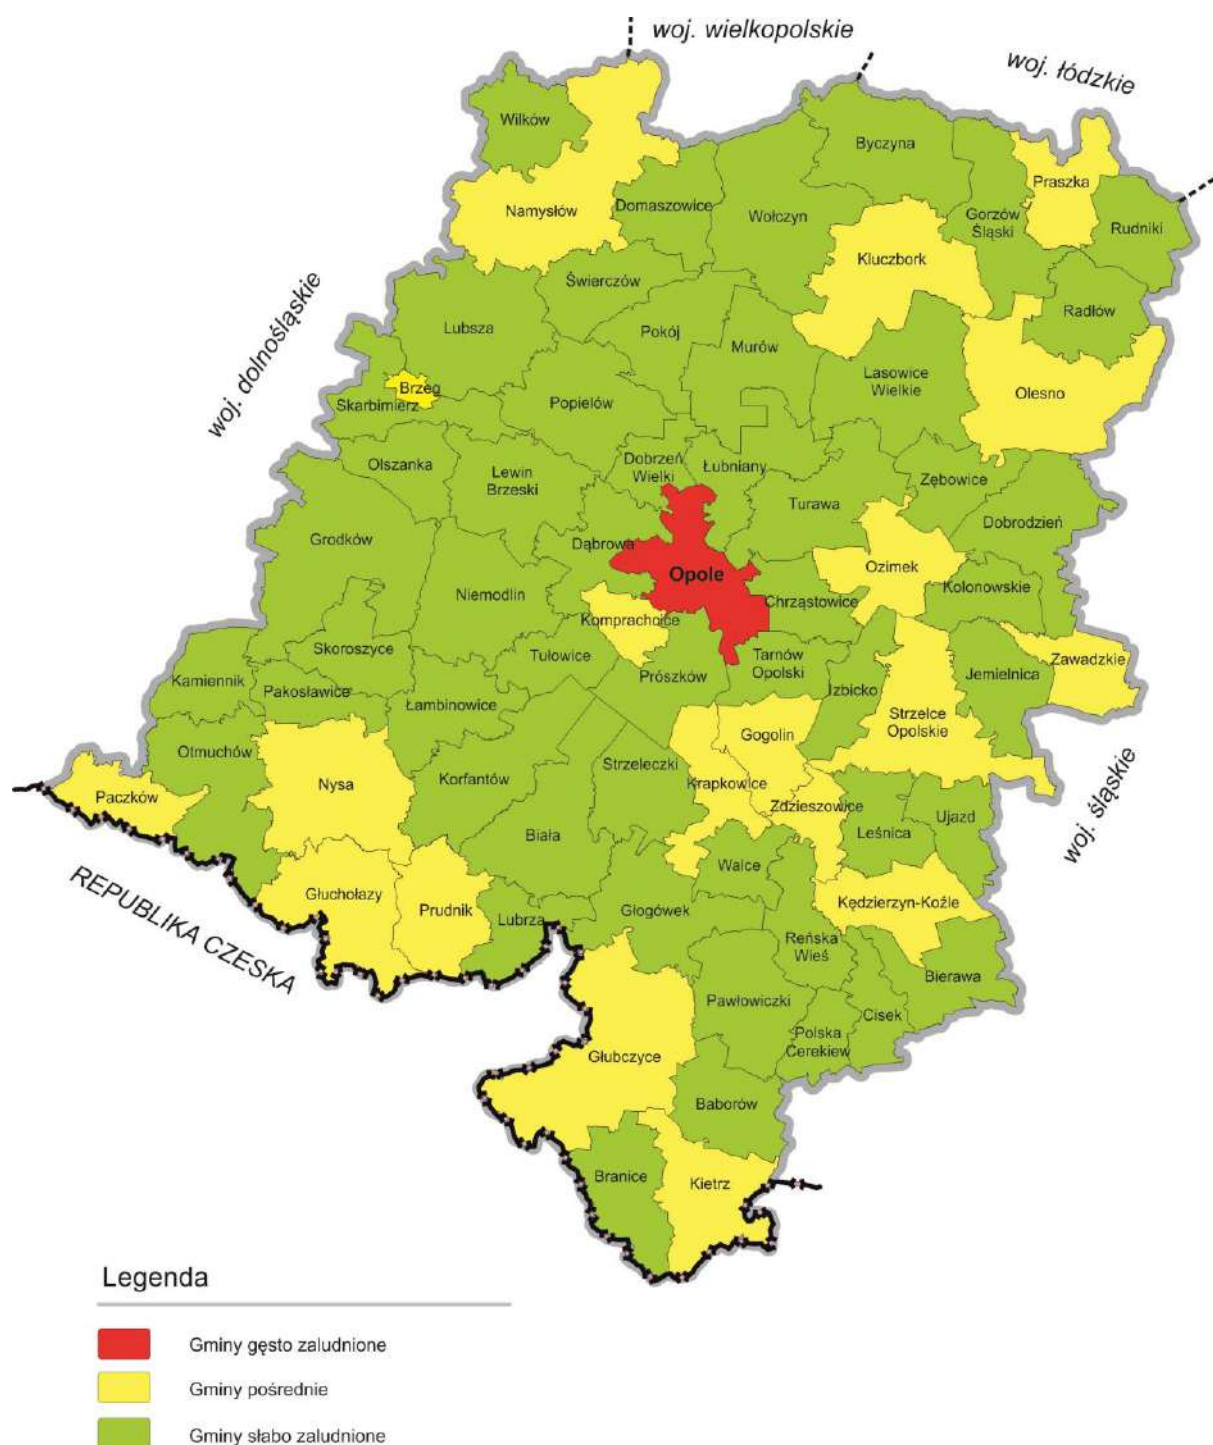 woj. wielkopolskie
woj. łódzkie
Wilków
Byczyna
Praszka
Namysłów
Domaszowice
Wołczyn
Gorzów
Śląski
Rudniki
Kluczbork
Świerczów
Radłów
woj. dolnośląskie
Lubsza
Pokój
Murów
Lasowice
Wielkie
Olesno
Brzeg
Skarbimierz
Popielów
Olszanka
Lewin
Brzeski
Dobrzeń
Wielki
Łubniany
Zębowice
Turawa
Dobrodzień
Grodków
Dąbrowa
Opole
Ozimek
Kolonowskie
Niemodlin
Chrząstowice
Komprachcice
Skoroszyce
Tułowice
Tarnów
Opolski
Zawadzkie
Kamiennik
Pakosławice
Prószków
Izbicko
Jemielnica
Łambinowice
Strzelce
Opolskie
Otmuchów
Gogolin
Strzeleczki
Korfantów
Nysa
Krapkowice
Paczków
Zdzieszowice
Ujazd
Leśnica
woj. śląskie
Biała
Walce
REPUBLIKA CZESKA
Głuchołazy
Prudnik
Lubrza
Głogówek
Kędzierzyn-Koźle
Reńska
Wieś
Bierawa
Pawłowiczki
Cisek
Polska
Cerekiew
Głubczyce
Baborów
Branice
Kietrz
Legenda
Gminy gęsto zaludnione
Gminy pośrednie
Gminy słabo zaludnione